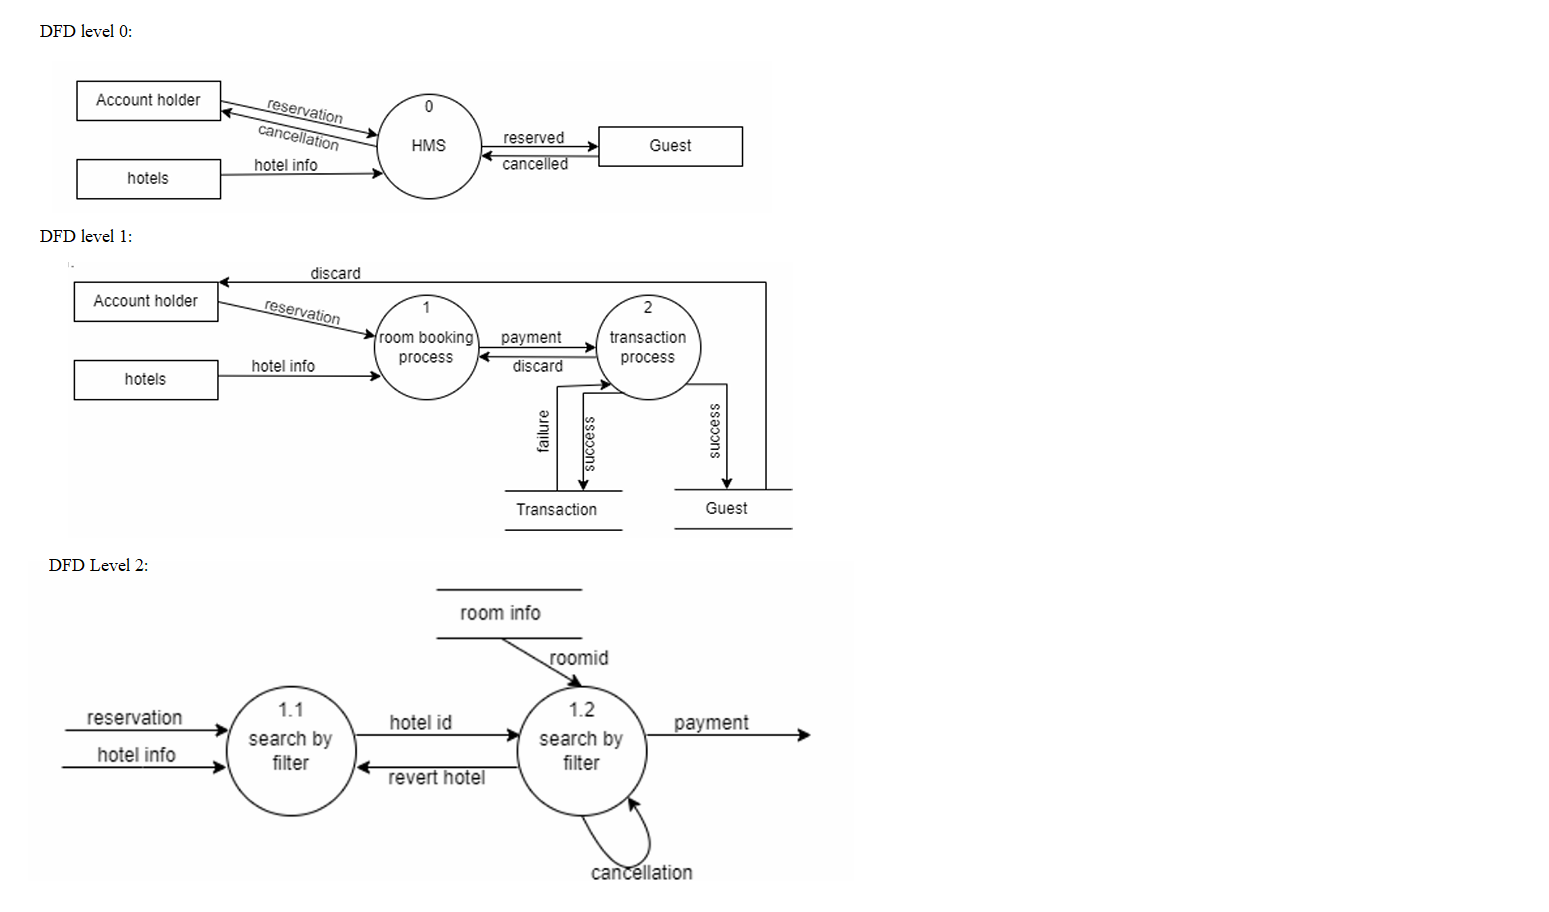 DFD level 0:
Account holder
reservation
cancellation
hotels
hotel info
0
HMS
reserved
cancelled
Guest
DFD level 1:
discard
Account holder
reservation
hotels
hotel info
1
room booking
process
payment
discard
2
transaction
process
failure
success
success
Transaction
Guest
DFD Level 2:
room info
roomid
reservation
hotel info
1.1
search by
filter
hotel id
revert hotel
1.2
search by
filter
payment
cancellation